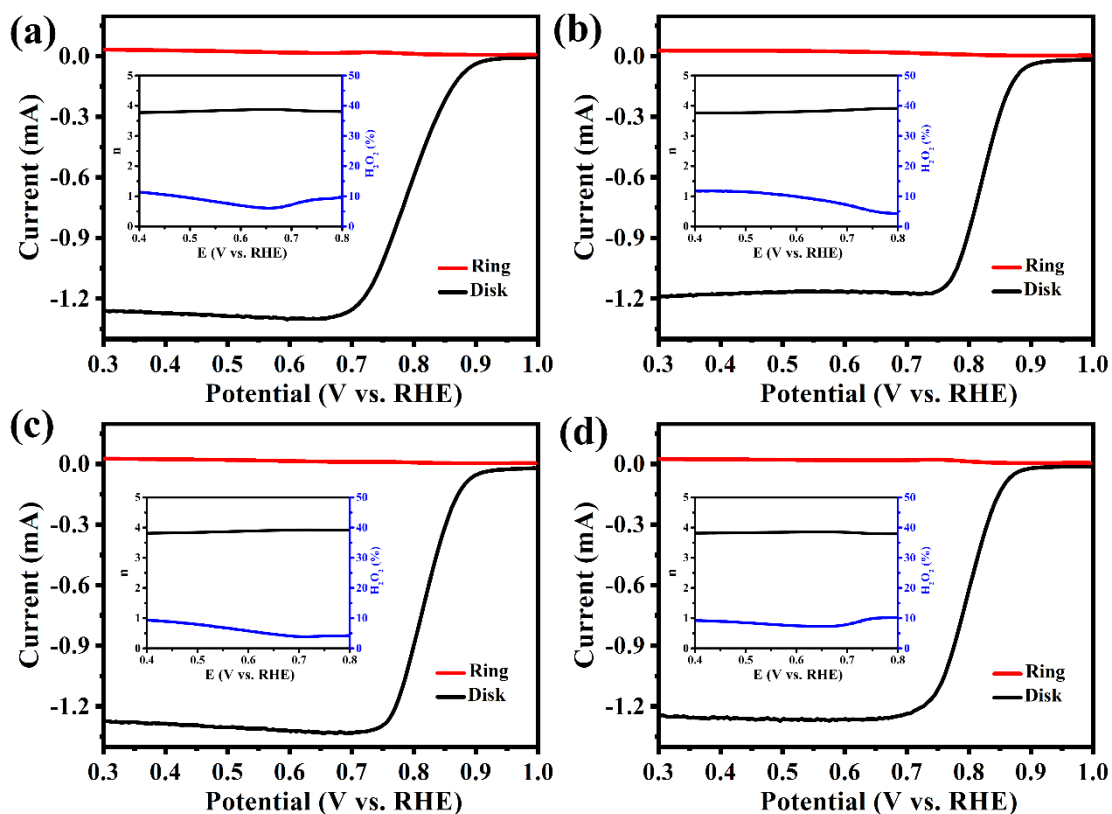 (a)
Current (mA)
0.0
-0.3
-0.6
-0.9
-1.2
0.3 0.4 0.5 0.6 0.7 0.8 0.9 1.0
Potential (V vs. RHE)
Ring
Disk
n
5
4
3
2
1
0
H₂O₂ (%)
50
40
30
20
10
0
0.4 0.5 0.6 0.7 0.8
E (V vs. RHE)
(b)
Current (mA)
0.0
-0.3
-0.6
-0.9
-1.2
0.3 0.4 0.5 0.6 0.7 0.8 0.9 1.0
Potential (V vs. RHE)
Ring
Disk
n
5
4
3
2
1
0
H₂O₂ (%)
50
40
30
20
10
0
0.4 0.5 0.6 0.7 0.8
E (V vs. RHE)
(c)
Current (mA)
0.0
-0.3
-0.6
-0.9
-1.2
0.3 0.4 0.5 0.6 0.7 0.8 0.9 1.0
Potential (V vs. RHE)
Ring
Disk
n
5
4
3
2
1
0
H₂O₂ (%)
50
40
30
20
10
0
0.4 0.5 0.6 0.7 0.8
E (V vs. RHE)
(d)
Current (mA)
0.0
-0.3
-0.6
-0.9
-1.2
0.3 0.4 0.5 0.6 0.7 0.8 0.9 1.0
Potential (V vs. RHE)
Ring
Disk
n
5
4
3
2
1
0
H₂O₂ (%)
50
40
30
20
10
0
0.4 0.5 0.6 0.7 0.8
E (V vs. RHE)